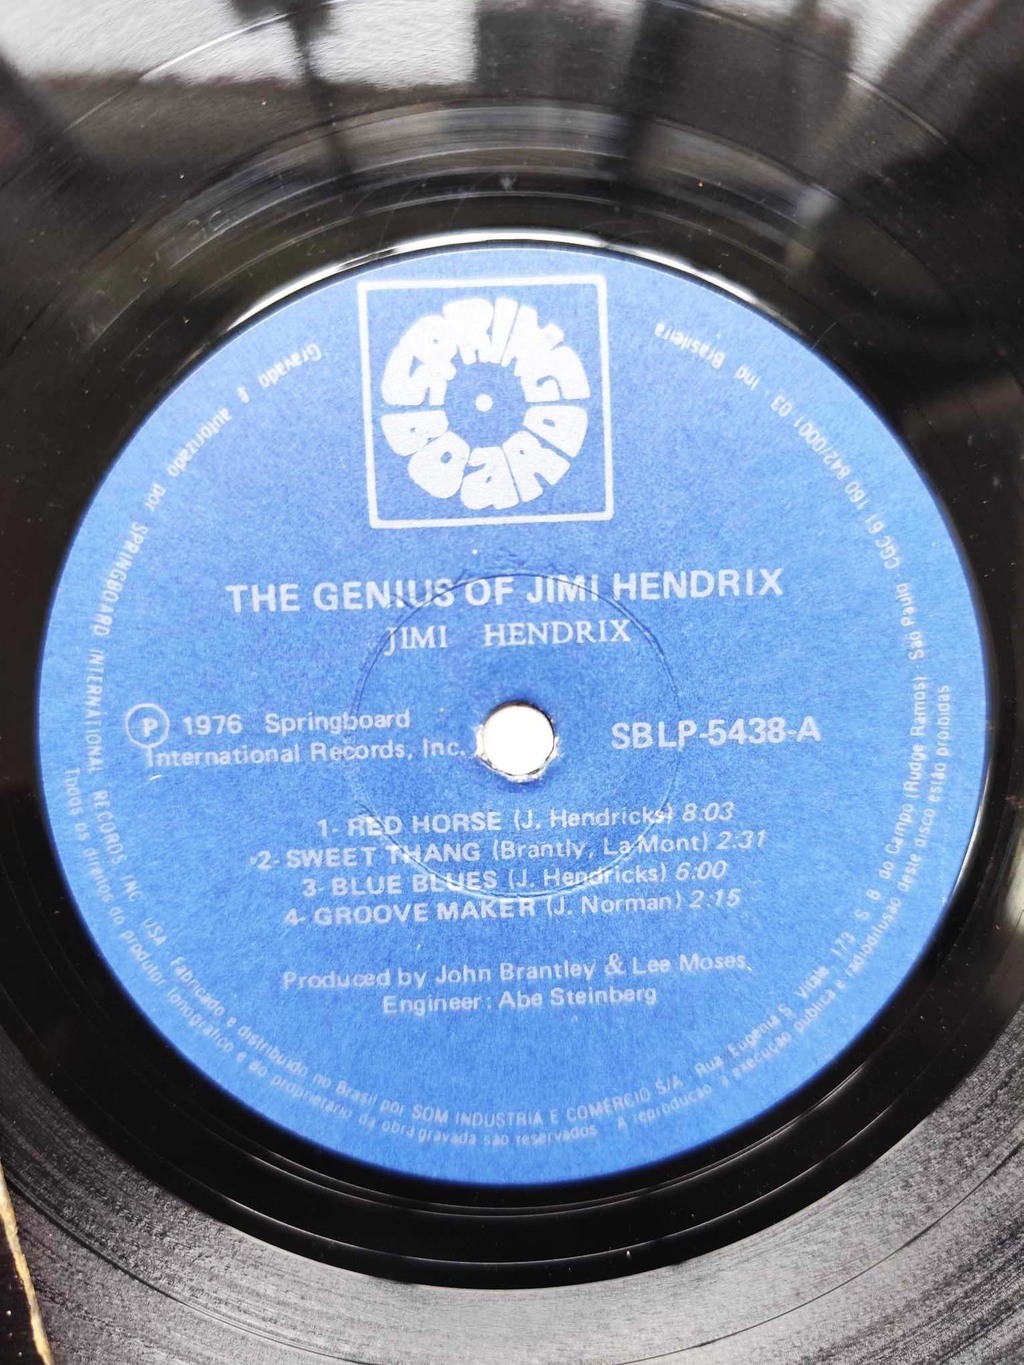 SPRING
BOARD
THE GENIUS OF JIMI HENDRIX
JIMI HENDRIX
℗ 1976 Springboard
International Records, Inc.
SBLP-5438-A
1- RED HORSE (J. Hendricks) 8:03
2- SWEET THANG (Brantly, La Mont) 2:31
3- BLUE BLUES (J. Hendricks) 6:00
4- GROOVE MAKER (J. Norman) 2:15
Produced by John Brantley & Lee Moses.
Engineer: Abe Steinberg
Gravado e autorizado por SPRINGBOARD INTERNATIONAL RECORDS INC USA Fabricado e distribuido no Brasil por SOM INDUSTRIA E COMERCIO S/A Rua Eugenia S. Vitale 173 S B do Campo (Rudge Ramos) São Paulo CGC 61 160 842/0001 03 Ind Brasileira
Todos os direitos do produtor fonografico e do proprietario da obra gravada são reservados A reprodução a execução publica e radiodifusão deste disco estão proibidas